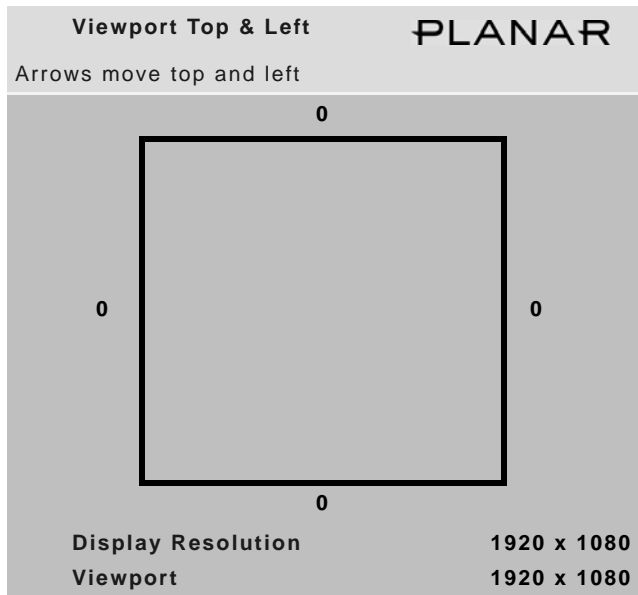 Viewport Top & Left PLANAR
Arrows move top and left
0
0 0
0
Display Resolution 1920 x 1080
Viewport 1920 x 1080